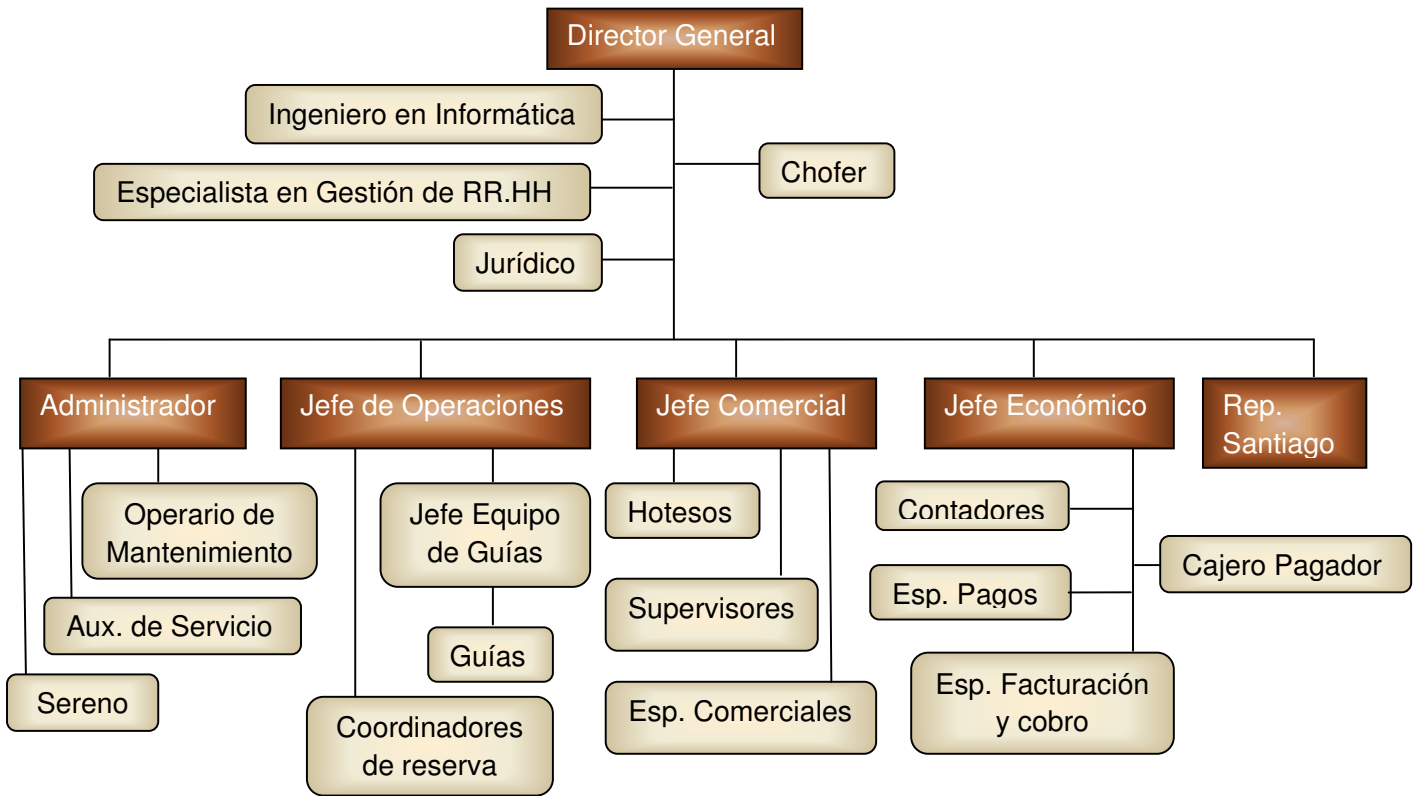 Director General
Ingeniero en Informática
Chofer
Especialista en Gestión de RR.HH
Jurídico
Administrador
Jefe de Operaciones
Jefe Comercial
Jefe Económico
Rep.
Santiago
Operario de
Mantenimiento
Jefe Equipo
de Guías
Hotesos
Contadores
Cajero Pagador
Esp. Pagos
Aux. de Servicio
Supervisores
Guías
Sereno
Coordinadores
de reserva
Esp. Comerciales
Esp. Facturación
y cobro